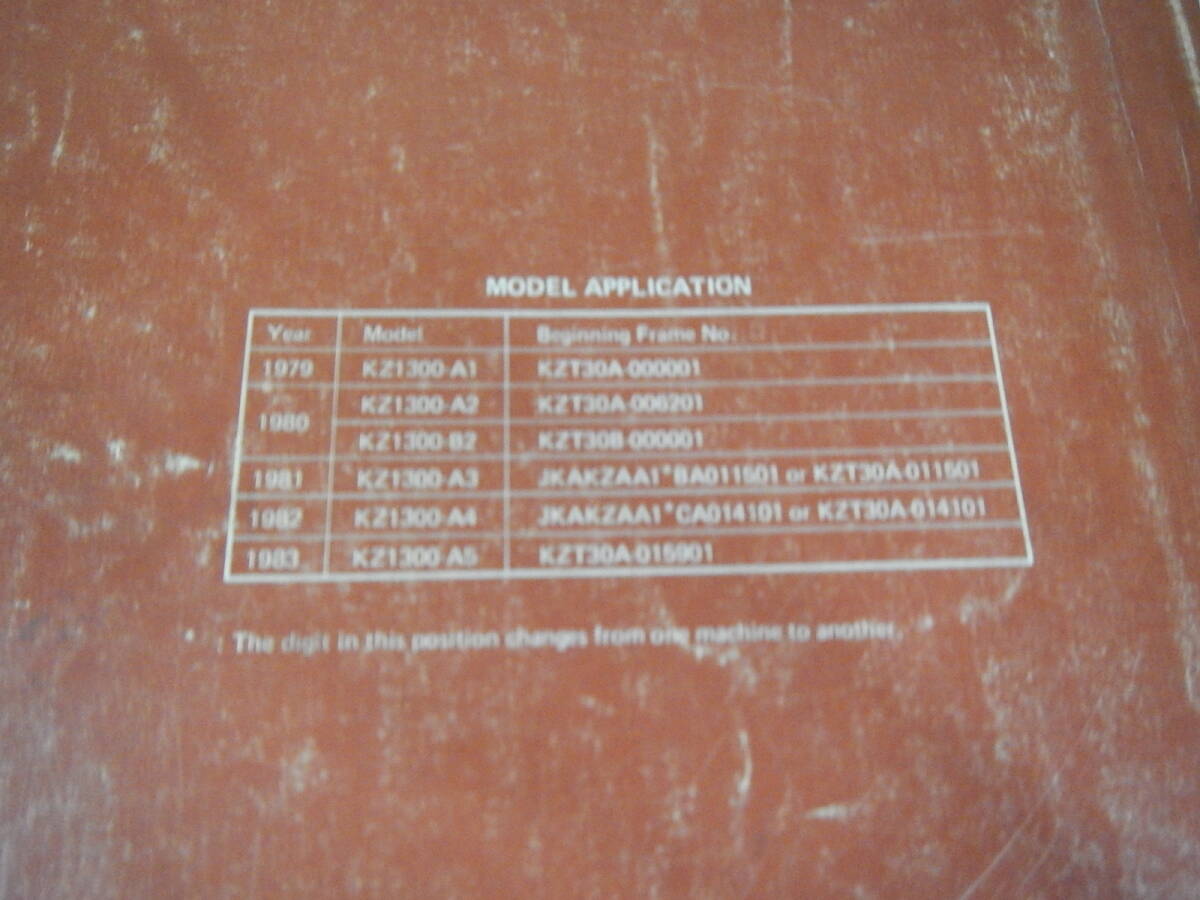 MODEL APPLICATION
Year Model Beginning Frame No.
1979 KZ1300-A1 KZT30A-000001
1980 KZ1300-A2 KZT30A-006201
KZ1300-B2 KZT30B-000001
1981 KZ1300-A3 JKAKZAA1*BA011501 or KZT30A-011501
1982 KZ1300-A4 JKAKZAA1*CA014101 or KZT30A-014101
1983 KZ1300-A5 KZT30A-015901
* : The digit in this position changes from one machine to another.